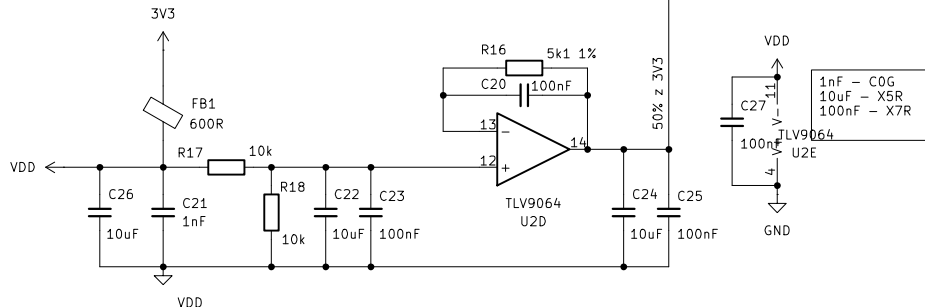 3V3
FB1
600R
VDD
R17
10k
C26
10uF
C21
1nF
R18
10k
C22
10uF
C23
100nF
R16
5k1 1%
C20
100nF
13
12
14
TLV9064
U2D
50% z 3V3
C24
10uF
C25
100nF
VDD
C27
100nF
11
V-
V+
4
TLV9064
U2E
GND
1nF – C0G
10uF – X5R
100nF – X7R
VDD